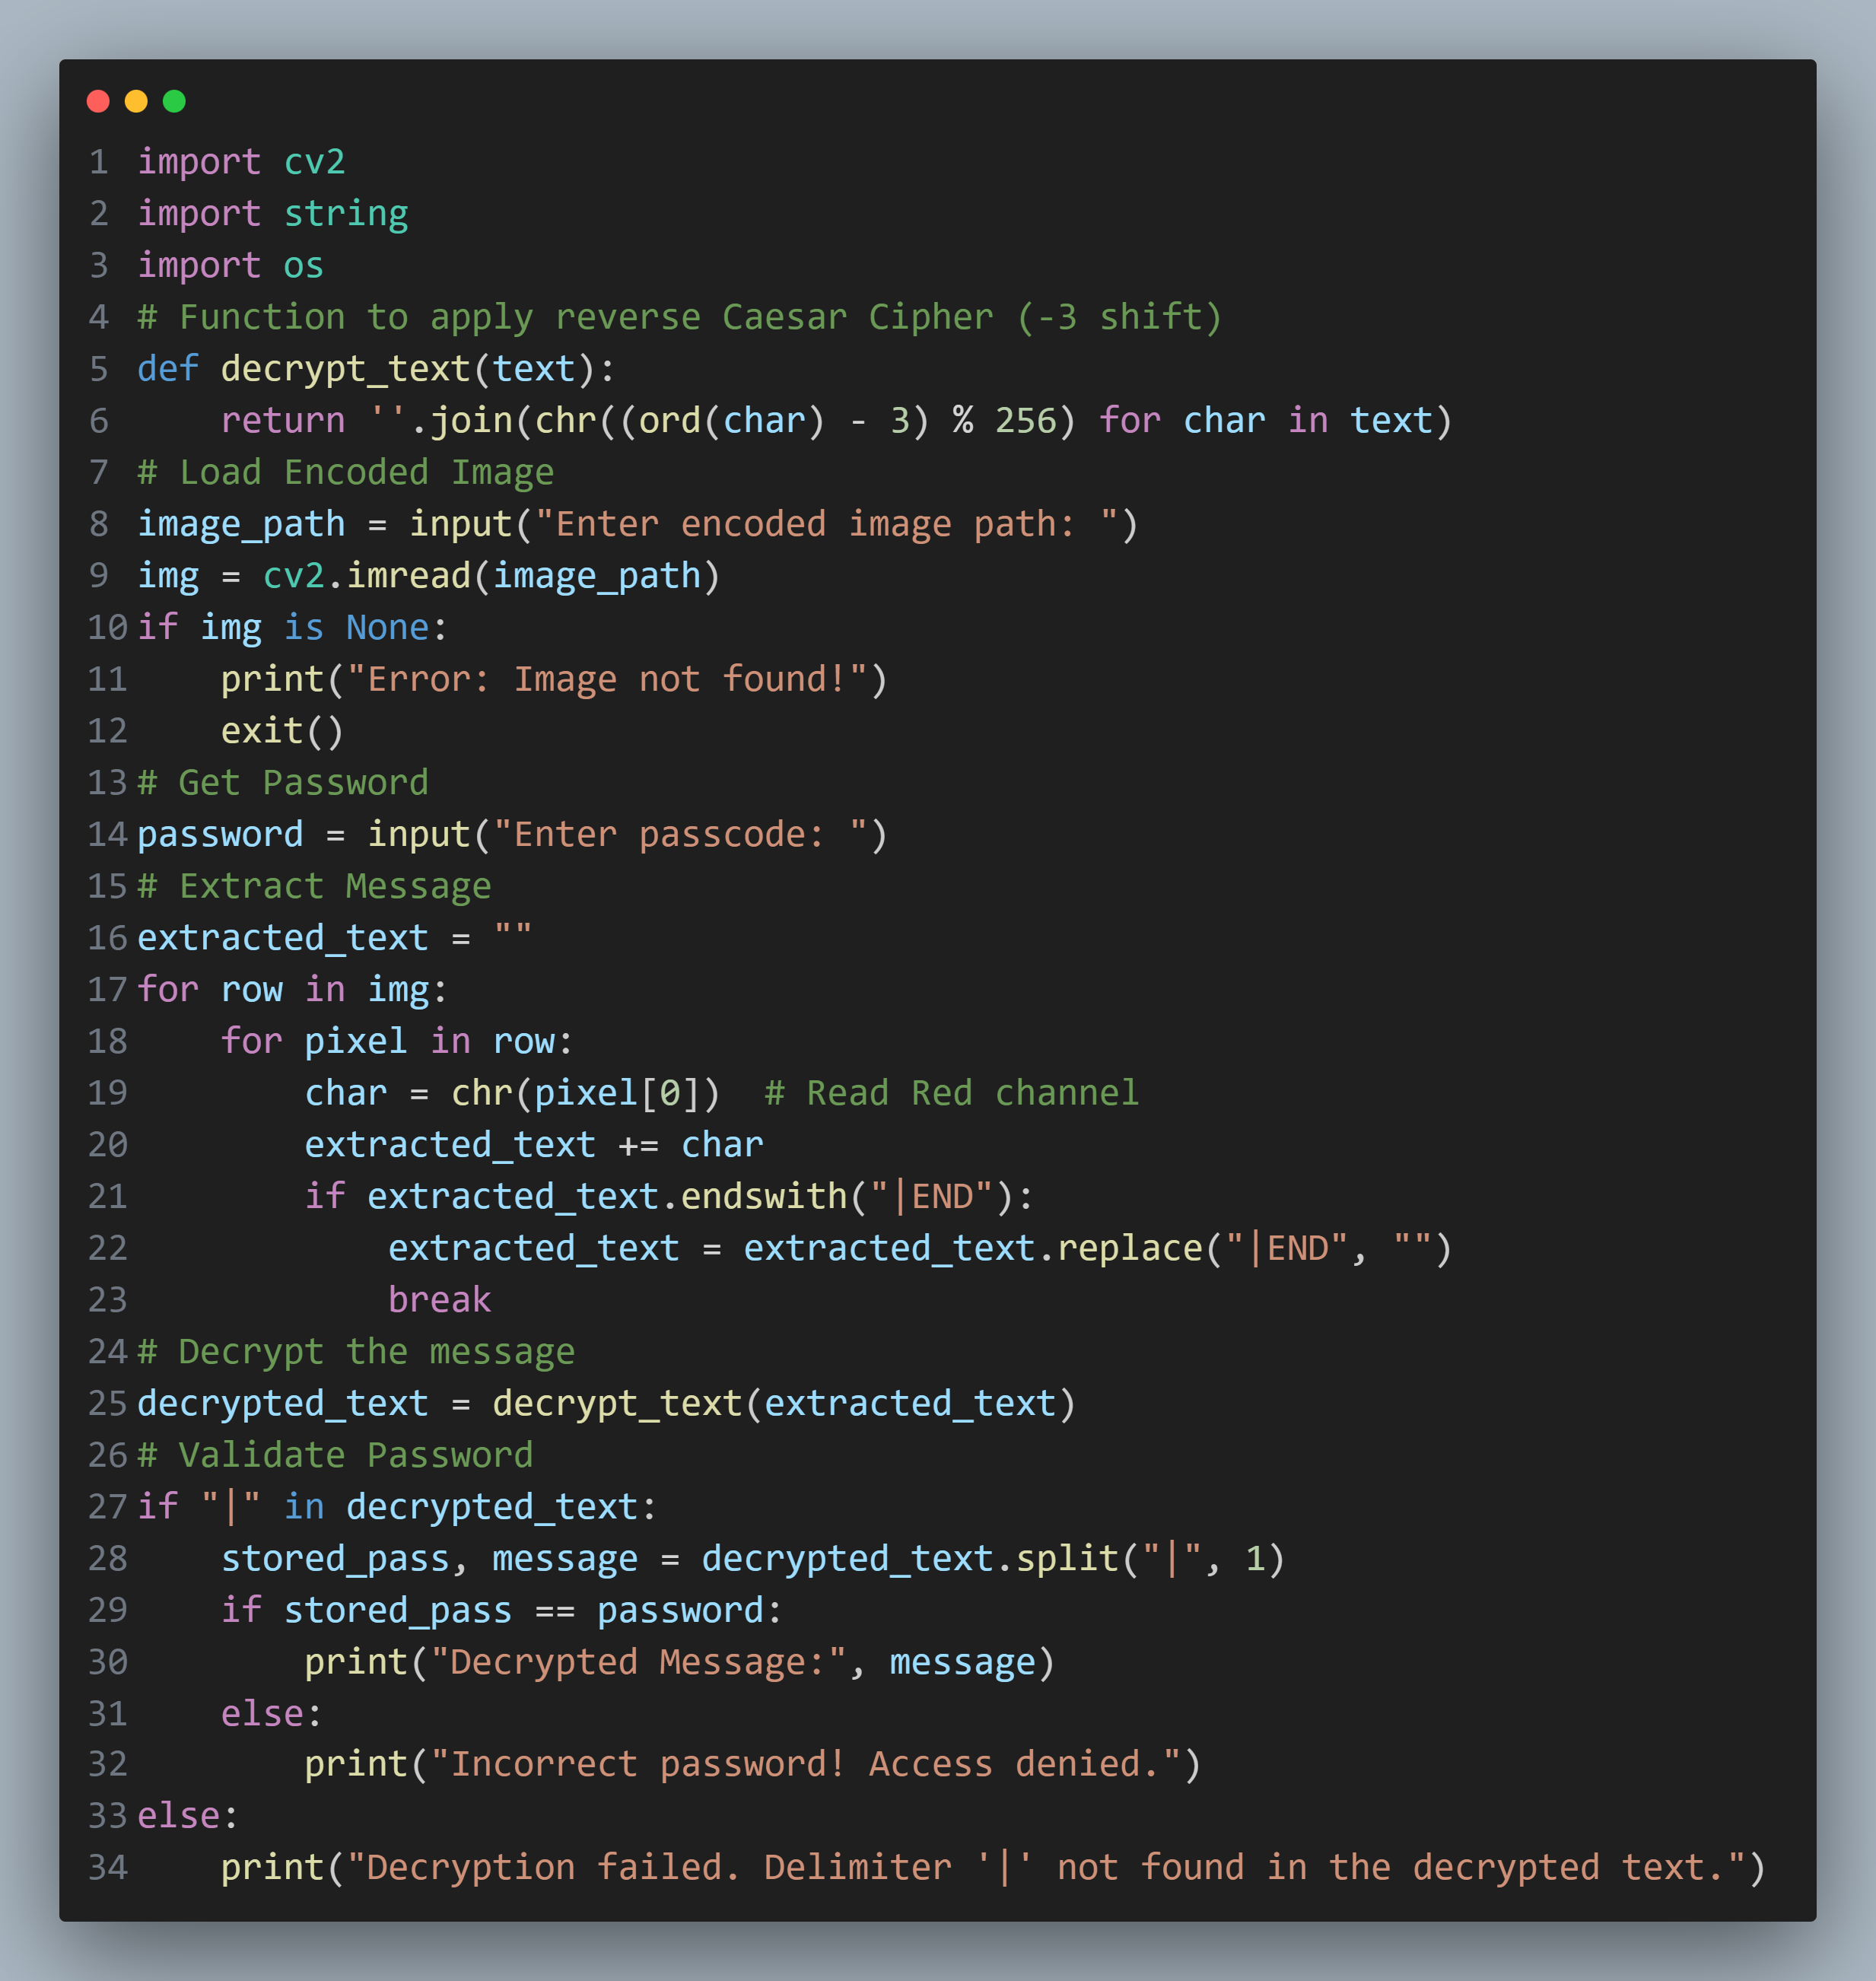 1 import cv2
2 import string
3 import os
4 # Function to apply reverse Caesar Cipher (-3 shift)
5 def decrypt_text(text):
6     return ''.join(chr((ord(char) - 3) % 256) for char in text)
7 # Load Encoded Image
8 image_path = input("Enter encoded image path: ")
9 img = cv2.imread(image_path)
10 if img is None:
11     print("Error: Image not found!")
12     exit()
13 # Get Password
14 password = input("Enter passcode: ")
15 # Extract Message
16 extracted_text = ""
17 for row in img:
18     for pixel in row:
19         char = chr(pixel[0])  # Read Red channel
20         extracted_text += char
21         if extracted_text.endswith("|END"):
22             extracted_text = extracted_text.replace("|END", "")
23             break
24 # Decrypt the message
25 decrypted_text = decrypt_text(extracted_text)
26 # Validate Password
27 if "|" in decrypted_text:
28     stored_pass, message = decrypted_text.split("|", 1)
29     if stored_pass == password:
30         print("Decrypted Message:", message)
31     else:
32         print("Incorrect password! Access denied.")
33 else:
34     print("Decryption failed. Delimiter '|' not found in the decrypted text.")